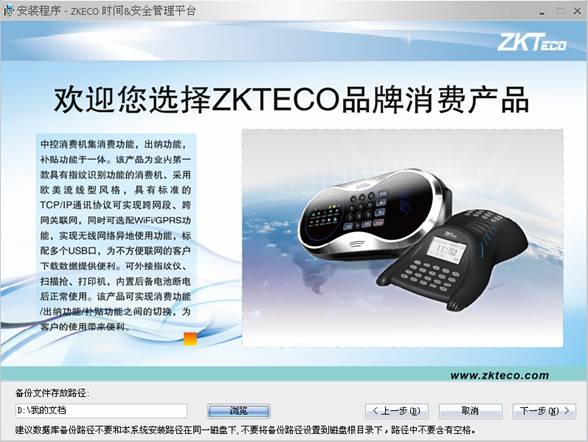 安装程序 - ZKECO 时间&安全管理平台
ZKTECO
欢迎您选择ZKTECO品牌消费产品
中控消费机集消费功能，出纳功能，
补贴功能于一体。该产品为业内第一
款具有指纹识别功能的消费机，采用
欧美流线型风格，具有标准的
TCP/IP通讯协议可实现跨网段、跨
网关联网，同时可选配WiFi/GPRS功
能，实现无线网络异地使用功能，标
配多个USB口，为不方便联网的客户
下载数据提供便利。可外接指纹仪、
扫描抢、打印机，内置后备电池断电
后正常使用。该产品可实现消费功能
/出纳功能/补贴功能之间的切换，为
客户的使用带来便利。
ZKTeco
11:52
www.zkteco.com
备份文件存放路径:
D:\我的文档
浏览
< 上一步(B)
取消
下一步(N) >
建议数据库备份路径不要和本系统安装路径在同一磁盘下,不要将备份路径设置到磁盘根目录下，路径中不要含有空格。